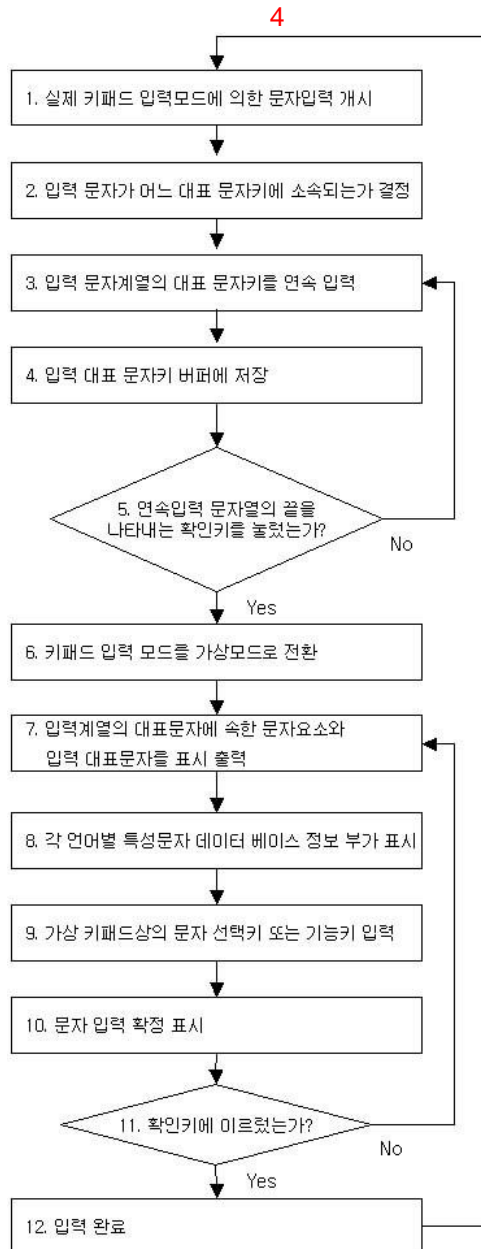 4
1. 실제 키패드 입력모드에 의한 문자입력 개시
2. 입력 문자가 어느 대표 문자키에 소속되는가 결정
3. 입력 문자계열의 대표 문자키를 연속 입력
4. 입력 대표 문자키 버퍼에 저장
5. 연속입력 문자열의 끝을
나타내는 확인키를 눌렀는가?
No
Yes
6. 키패드 입력 모드를 가상모드로 전환
7. 입력계열의 대표문자에 속한 문자요소와
입력 대표문자를 표시 출력
8. 각 언어별 특성문자 데이터 베이스 정보 부가 표시
9. 가상 키패드상의 문자 선택키 또는 기능키 입력
10. 문자 입력 확정 표시
11. 확인키에 이르렀는가?
No
Yes
12. 입력 완료